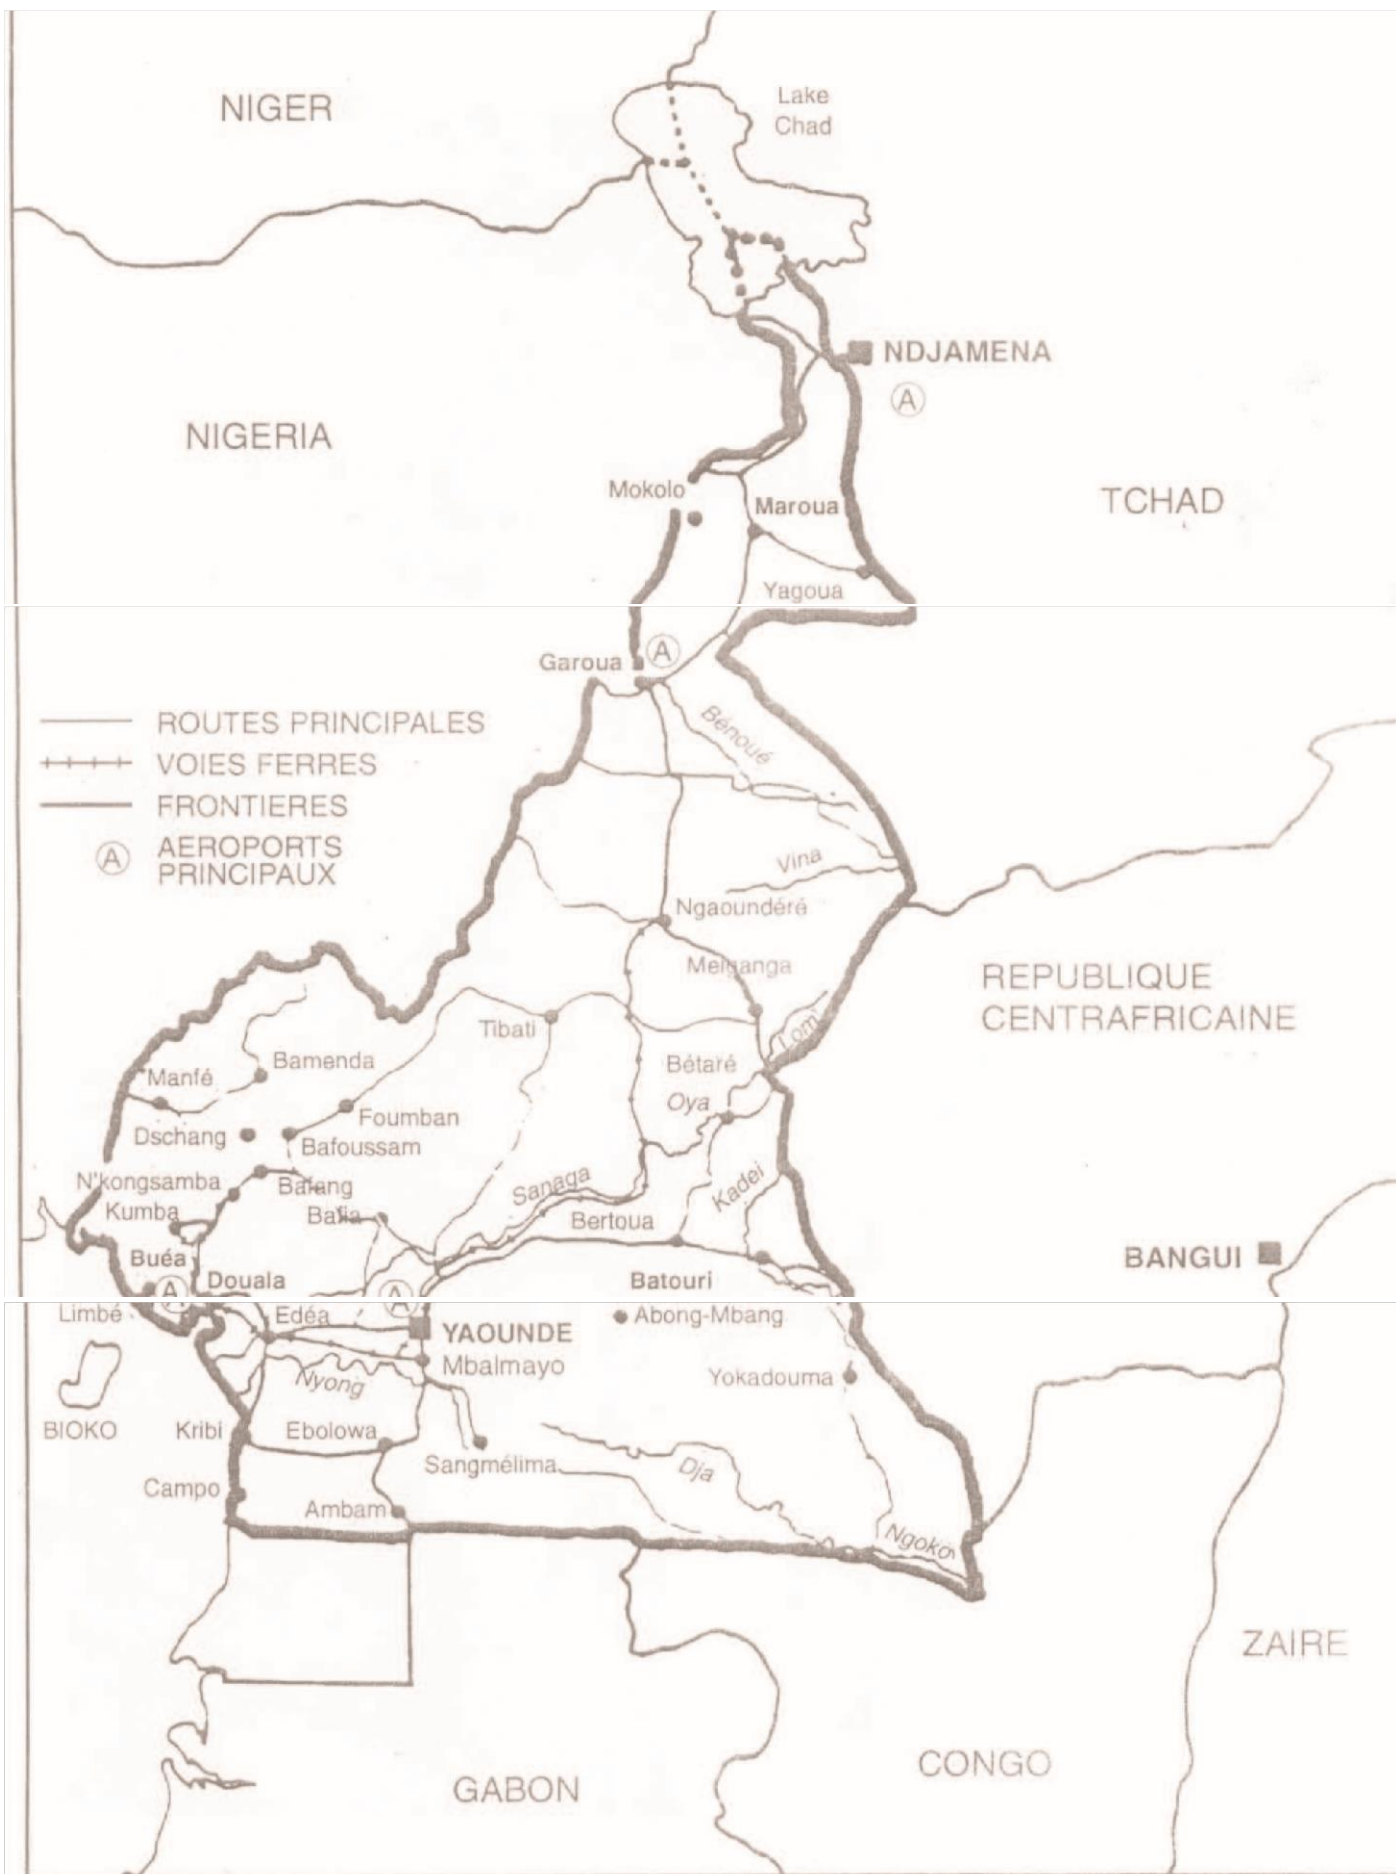 NIGER
Lake
Chad
NDJAMENA
A
NIGERIA
Mokolo
Maroua
TCHAD
Yagoua
Garoua
A
ROUTES PRINCIPALES
VOIES FERRES
FRONTIERES
A AEROPORTS
PRINCIPAUX
Bénoué
Vina
Ngaoundéré
Meiganga
REPUBLIQUE
CENTRAFRICAINE
Tibati
Lom
Bamenda
Manfé
Bétaré
Oya
Foumban
Dschang
Bafoussam
N'kongsamba
Bafang
Sanaga
Kadei
Kumba
Bafia
Bertoua
Buéa
BANGUI
Douala
Batouri
A
A
Limbé
Edéa
YAOUNDE
Abong-Mbang
Mbalmayo
Nyong
Yokadouma
BIOKO
Kribi
Ebolowa
Sangmélima
Dja
Campo
Ambam
Ngoko
ZAIRE
CONGO
GABON